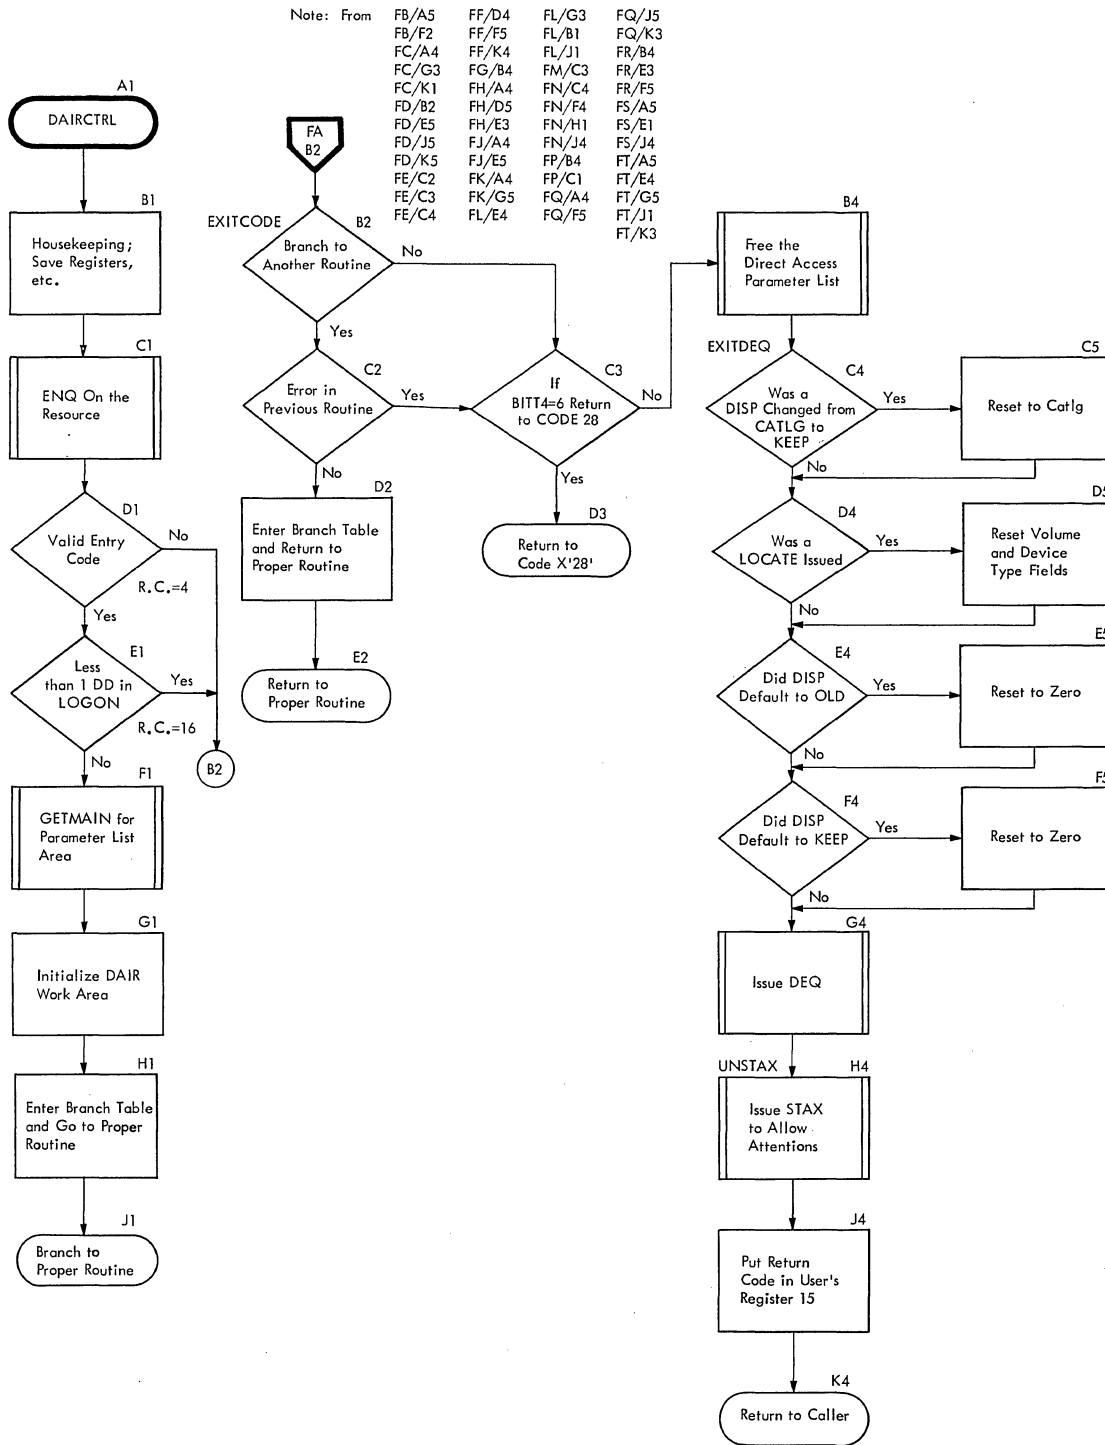 Note: From FB/A5 FF/D4 FL/G3 FQ/J5
FB/F2 FF/F5 FL/B1 FQ/K3
FC/A4 FF/K4 FL/J1 FR/B4
FC/G3 FG/B4 FM/C3 FR/E3
FC/K1 FH/A4 FN/C4 FR/F5
FD/B2 FH/D5 FN/F4 FS/A5
FD/E5 FH/E3 FN/H1 FS/E1
FD/J5 FJ/A4 FN/J4 FS/J4
FD/K5 FJ/E5 FP/B4 FT/A5
FE/C2 FK/A4 FP/C1 FT/E4
FE/C3 FK/G5 FQ/A4 FT/G5
FE/C4 FL/E4 FQ/F5 FT/J1
FT/K3
A1
DAIRCTRL
B1
Housekeeping;
Save Registers,
etc.
C1
ENQ On the
Resource
D1
Valid Entry
Code
No
R.C.=4
Yes
E1
Less
than 1 DD in
LOGON
Yes
R.C.=16
No
B2
F1
GETMAIN for
Parameter List
Area
G1
Initialize DAIR
Work Area
H1
Enter Branch Table
and Go to Proper
Routine
J1
Branch to
Proper Routine
FA
B2
EXITCODE
B2
Branch to
Another Routine
No
Yes
C2
Error in
Previous Routine
Yes
No
D2
Enter Branch Table
and Return to
Proper Routine
E2
Return to
Proper Routine
C3
If
BITT4=6 Return
to CODE 28
No
Yes
D3
Return to
Code X'28'
B4
Free the
Direct Access
Parameter List
EXITDEQ
C4
Was a
DISP Changed from
CATLG to
KEEP
Yes
No
C5
Reset to Catlg
D4
Was a
LOCATE Issued
Yes
No
D5
Reset Volume
and Device
Type Fields
E4
Did DISP
Default to OLD
Yes
No
E5
Reset to Zero
F4
Did DISP
Default to KEEP
Yes
No
F5
Reset to Zero
G4
Issue DEQ
UNSTAX
H4
Issue STAX
to Allow
Attentions
J4
Put Return
Code in User's
Register 15
K4
Return to Caller